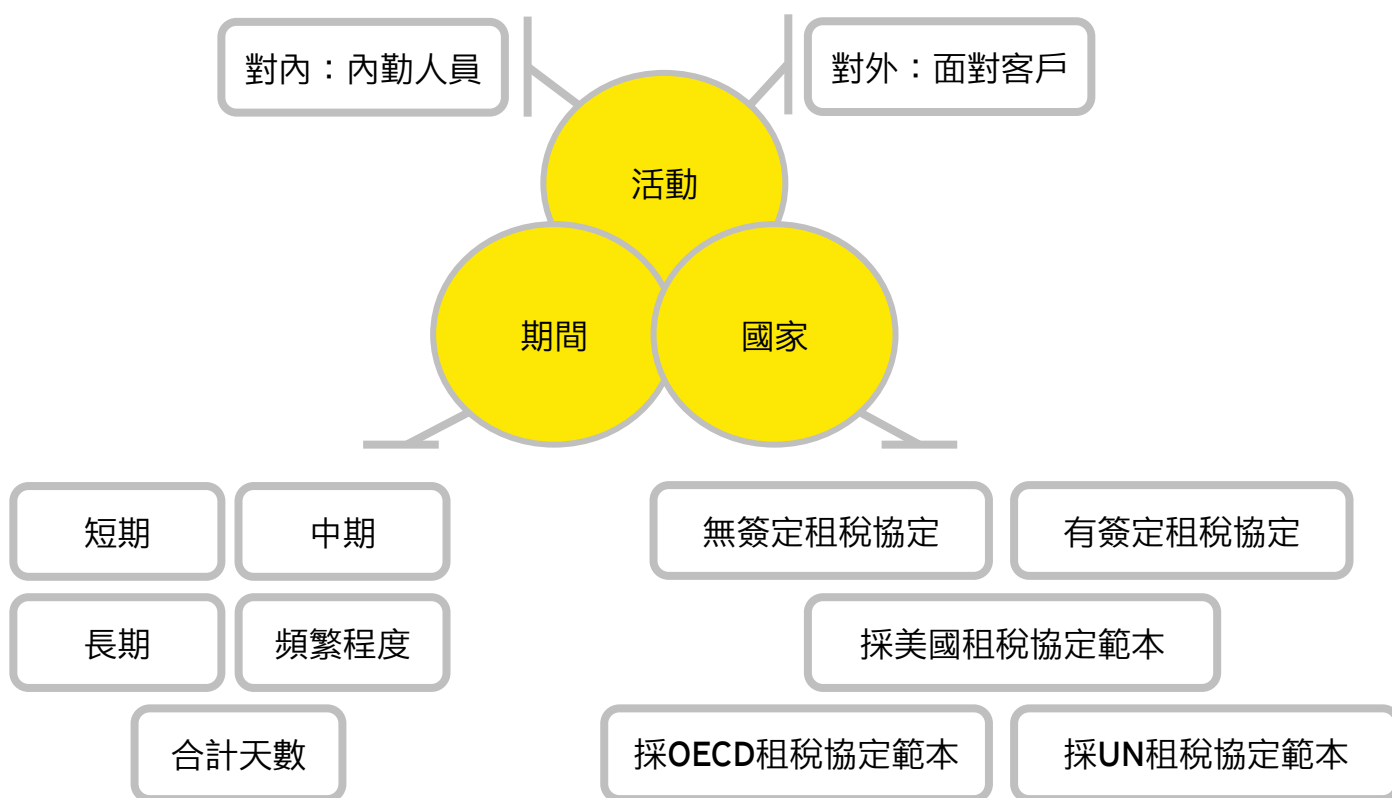 對內：內勤人員
對外：面對客戶
活動
期間
國家
短期
中期
無簽定租稅協定
有簽定租稅協定
長期
頻繁程度
採美國租稅協定範本
合計天數
採OECD租稅協定範本
採UN租稅協定範本